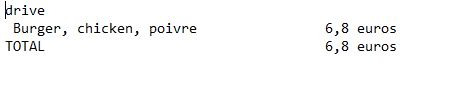 drive
Burger, chicken, poivre 6,8 euros
TOTAL 6,8 euros